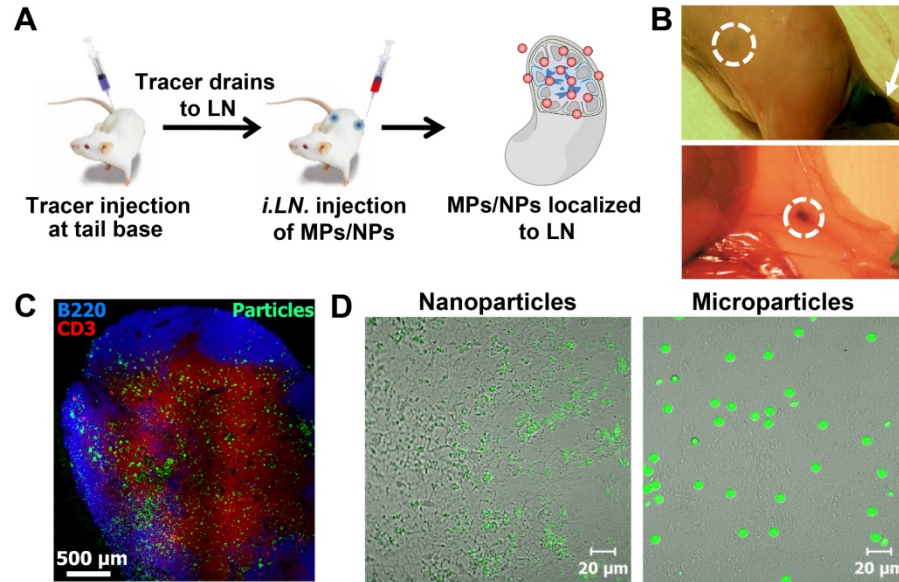 A
Tracer drains
to LN
Tracer injection
at tail base
i.LN. injection
of MPs/NPs
MPs/NPs localized
to LN
B
C
B220
CD3
Particles
500 µm
D
Nanoparticles
Microparticles
20 µm
20 µm